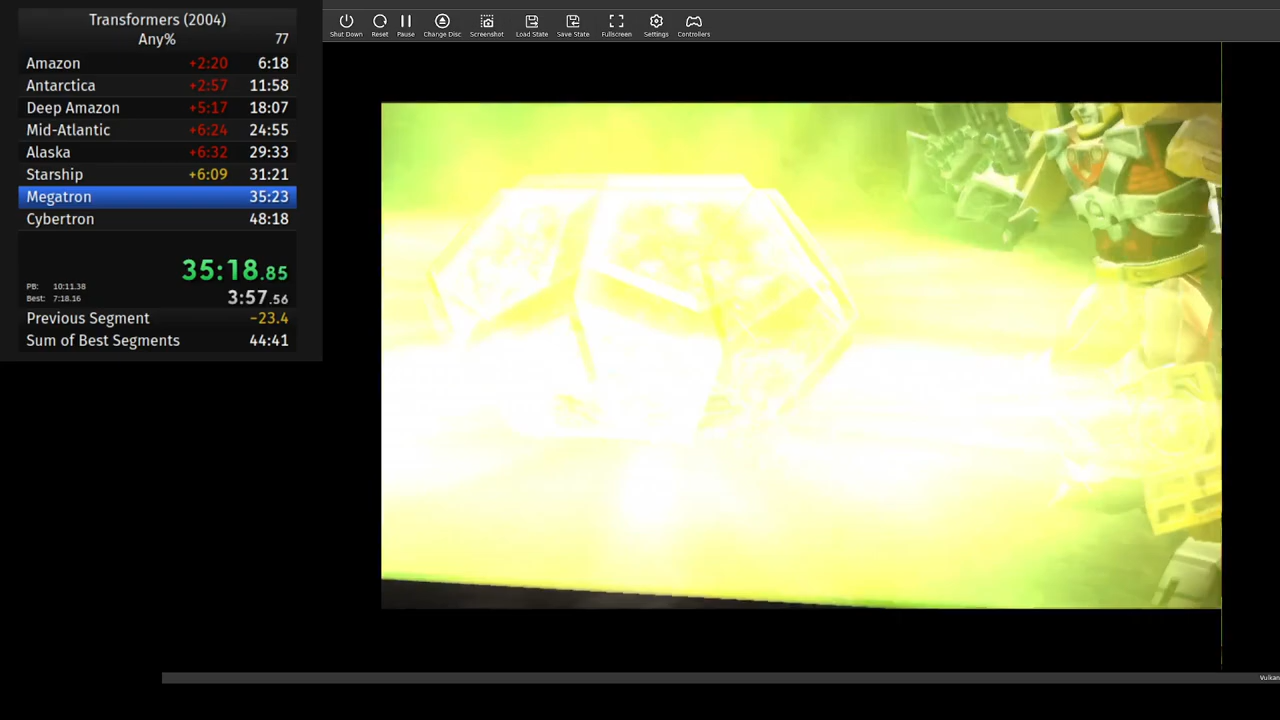 Transformers (2004)
Any% 77
Amazon +2:20 6:18
Antarctica +2:57 11:58
Deep Amazon +5:17 18:07
Mid-Atlantic +6:24 24:55
Alaska +6:32 29:33
Starship +6:09 31:21
Megatron 35:23
Cybertron 48:18
35:18.85
PB: 10:11.38
Best: 7:18.16
3:57.56
Previous Segment -23.4
Sum of Best Segments 44:41
Shut Down Reset Pause Change Disc Screenshot Load State Save State Fullscreen Settings Controllers
Vulkan